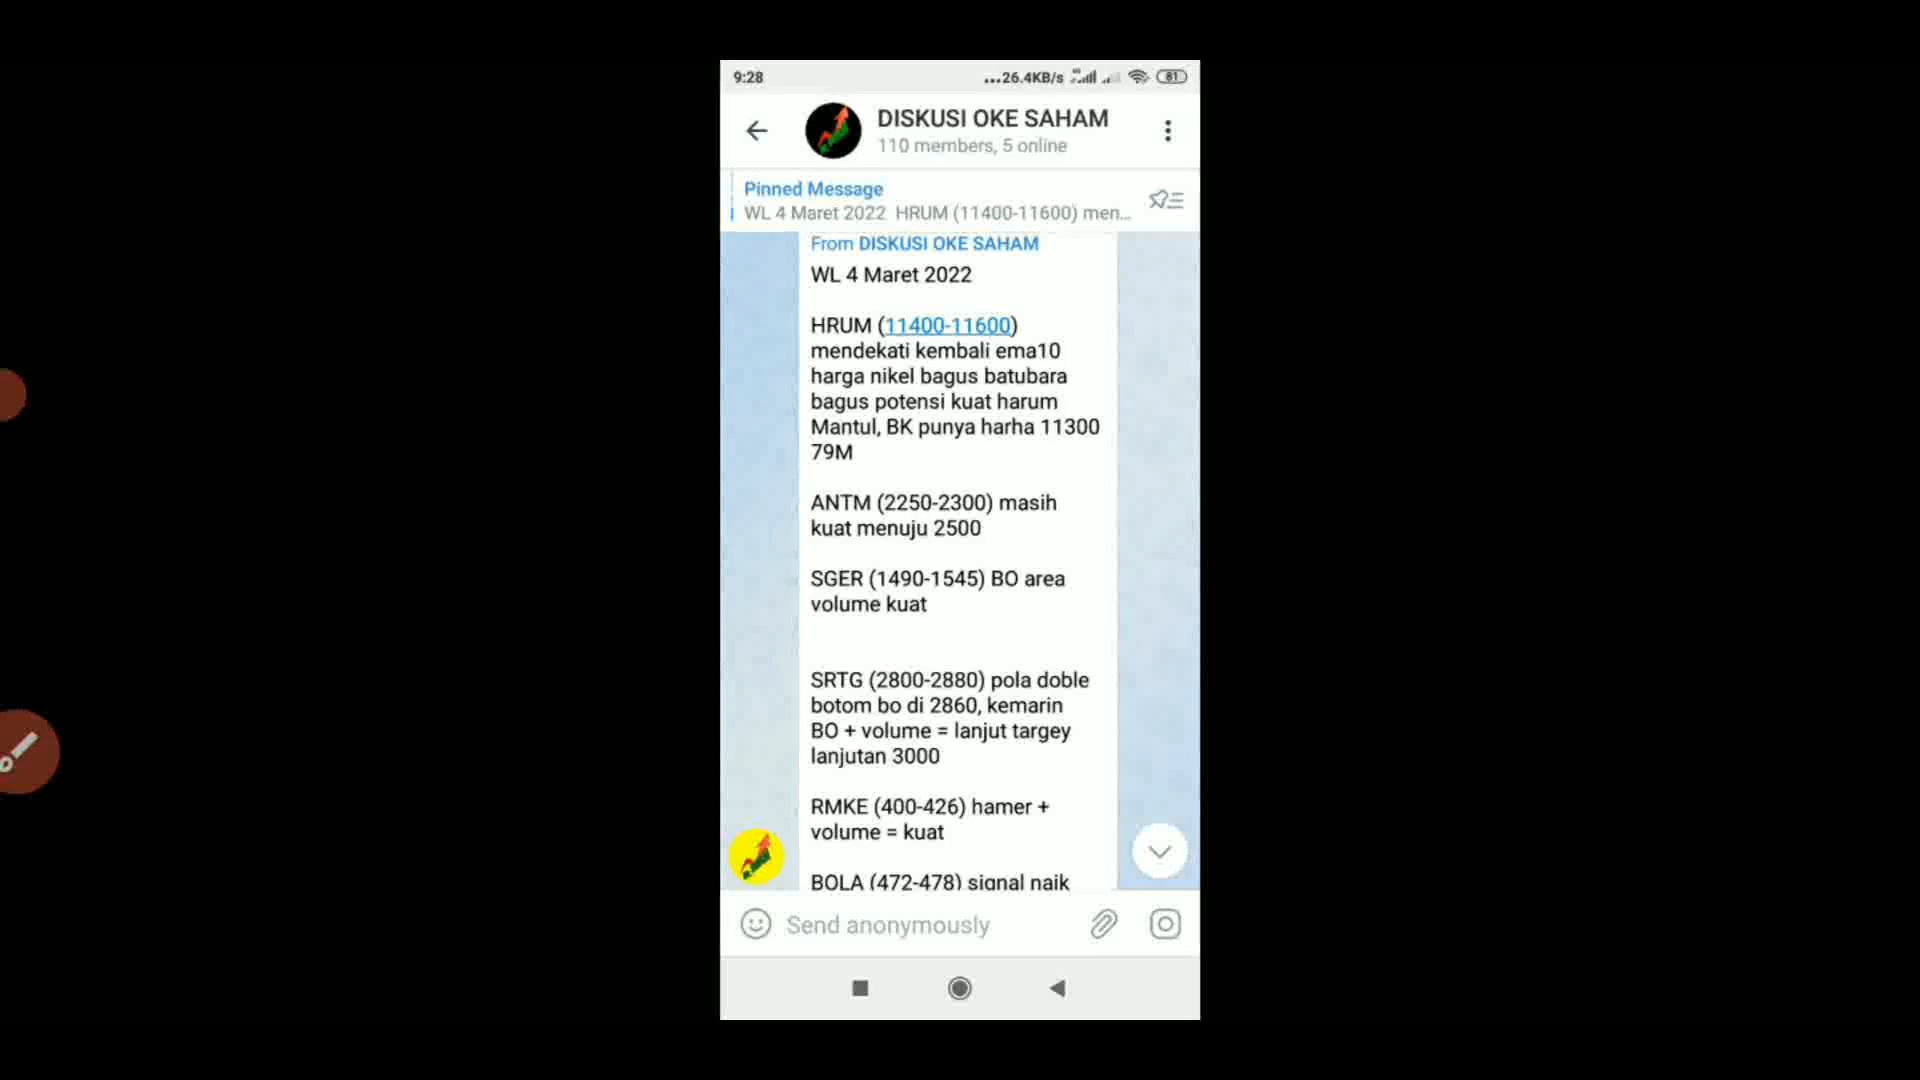 9:28
...26.4KB/s
81
DISKUSI OKE SAHAM
110 members, 5 online
Pinned Message
WL 4 Maret 2022 HRUM (11400-11600) men...
From DISKUSI OKE SAHAM
WL 4 Maret 2022
HRUM (11400-11600)
mendekati kembali ema10
harga nikel bagus batubara
bagus potensi kuat harum
Mantul, BK punya harha 11300
79M
ANTM (2250-2300) masih
kuat menuju 2500
SGER (1490-1545) BO area
volume kuat
SRTG (2800-2880) pola doble
botom bo di 2860, kemarin
BO + volume = lanjut targey
lanjutan 3000
RMKE (400-426) hamer +
volume = kuat
BOLA (472-478) signal naik
Send anonymously